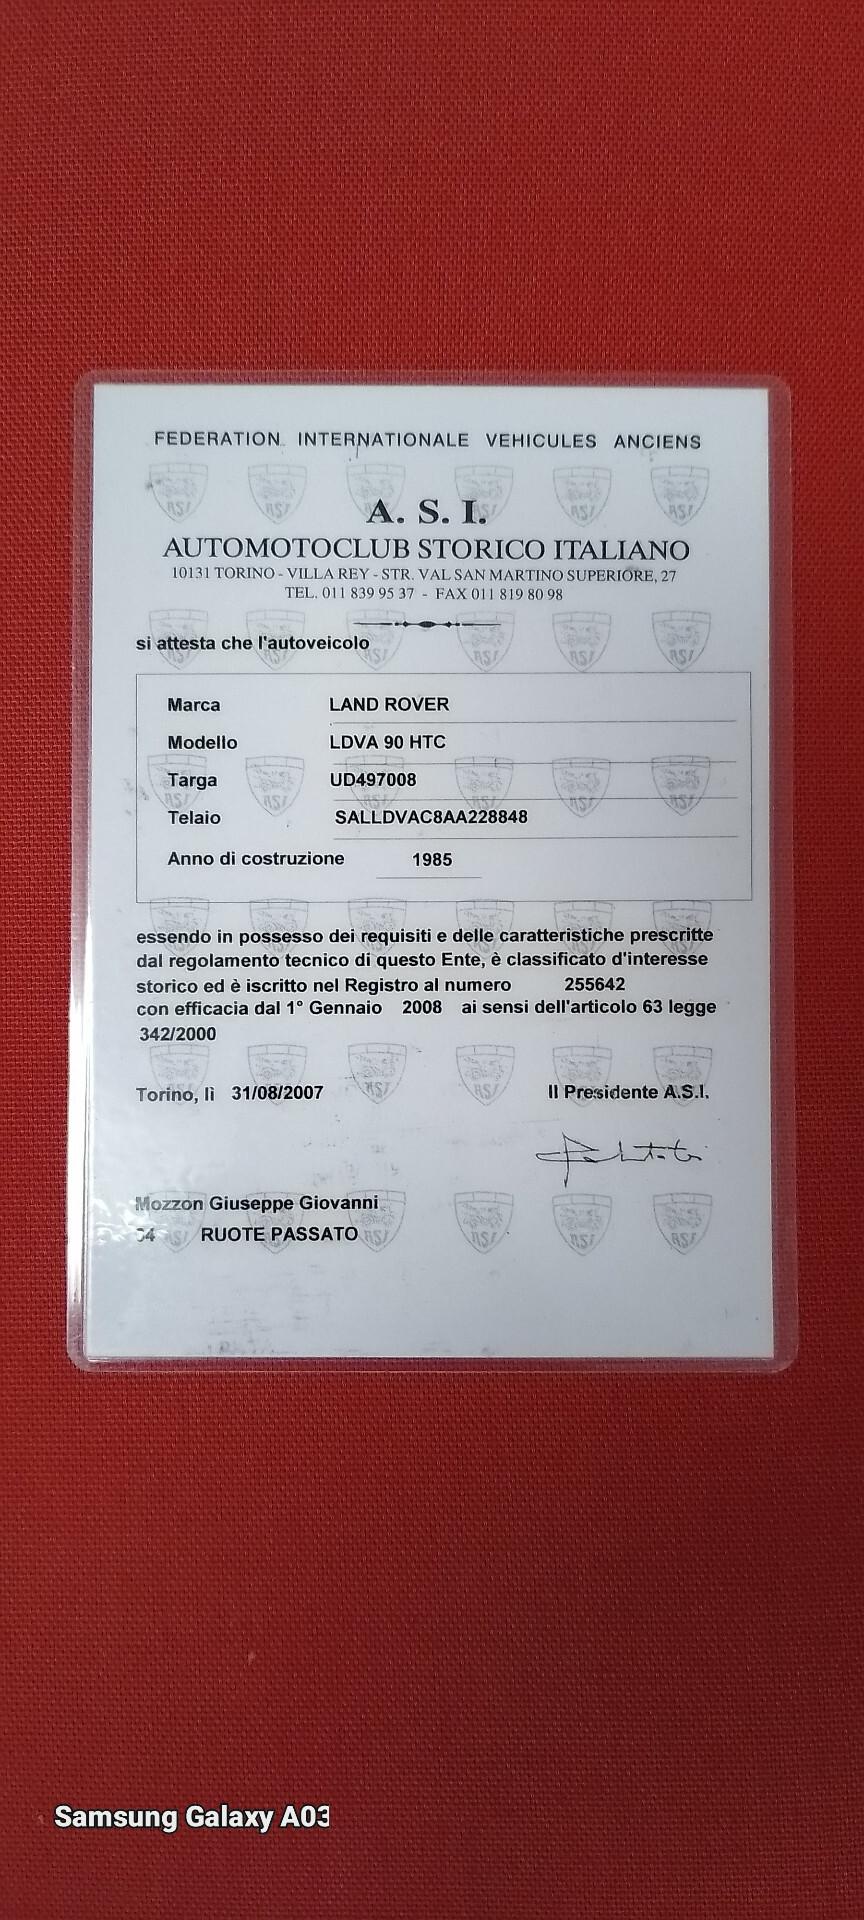 FEDERATION INTERNATIONALE VEHICULES ANCIENS
A. S. I.
AUTOMOTOCLUB STORICO ITALIANO
10131 TORINO - VILLA REY - STR. VAL SAN MARTINO SUPERIORE, 27
TEL. 011 839 95 37 - FAX 011 819 80 98
si attesta che l'autoveicolo
Marca LAND ROVER
Modello LDVA 90 HTC
Targa UD497008
Telaio SALLDVAC8AA228848
Anno di costruzione 1985
essendo in possesso dei requisiti e delle caratteristiche prescritte
dal regolamento tecnico di questo Ente, è classificato d'interesse
storico ed è iscritto nel Registro al numero 255642
con efficacia dal 1° Gennaio 2008 ai sensi dell'articolo 63 legge
342/2000
Torino, lì 31/08/2007 Il Presidente A.S.I.
Mozzon Giuseppe Giovanni
RUOTE PASSATO
Samsung Galaxy A03